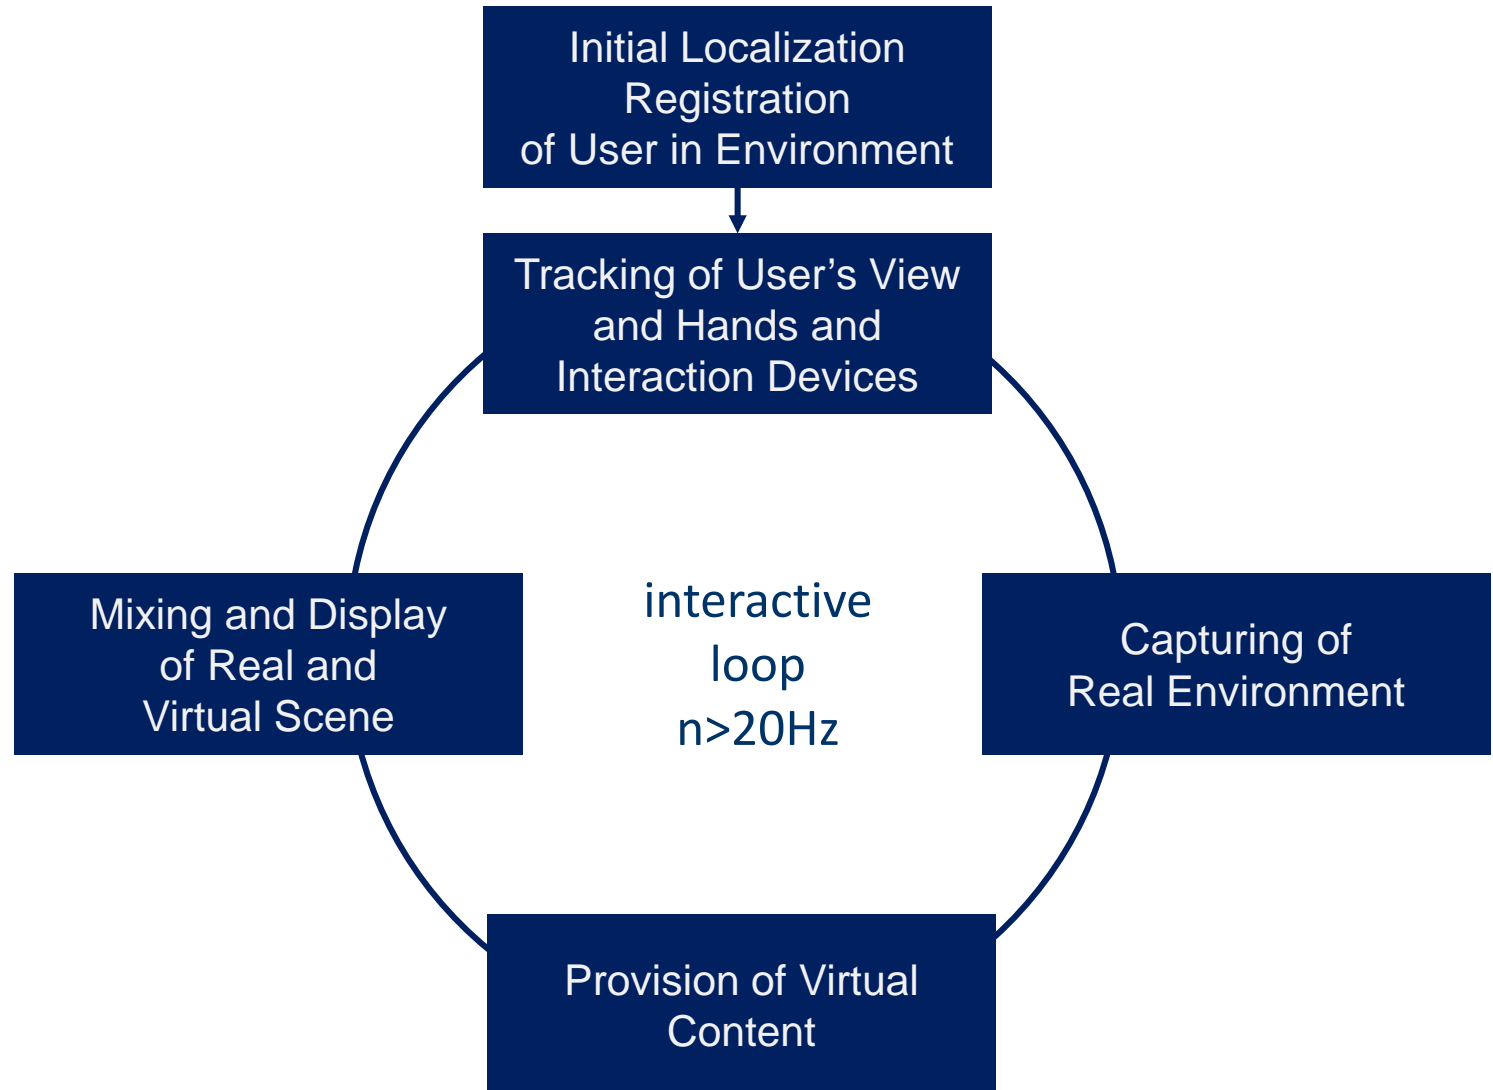 Initial Localization
Registration
of User in Environment
Tracking of User’s View
and Hands and
Interaction Devices
Mixing and Display
of Real and
Virtual Scene
interactive
loop
n>20Hz
Capturing of
Real Environment
Provision of Virtual
Content